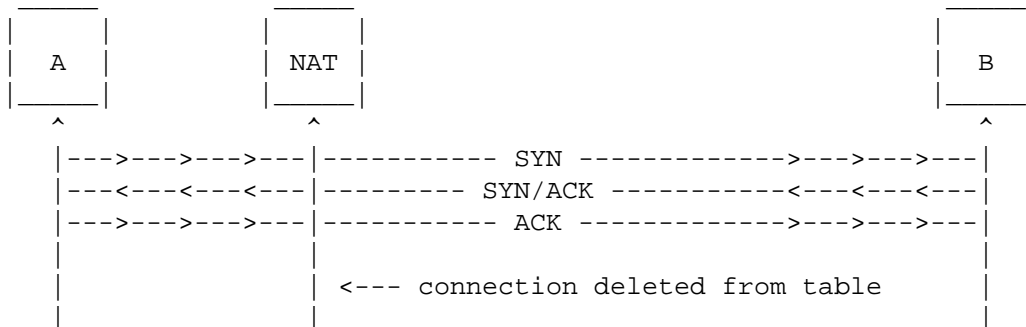 A NAT B
SYN
SYN/ACK
ACK
<--- connection deleted from table